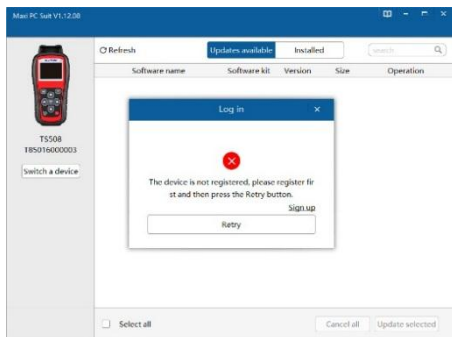 Maxi PC Suit V1.12.08
Refresh
Updates available
Installed
search
Software name Software kit Version Size Operation
TS508
TB5016000003
Switch a device
Log in
The device is not registered, please register fir
st and then press the Retry button.
Sign up
Retry
Select all
Cancel all
Update selected